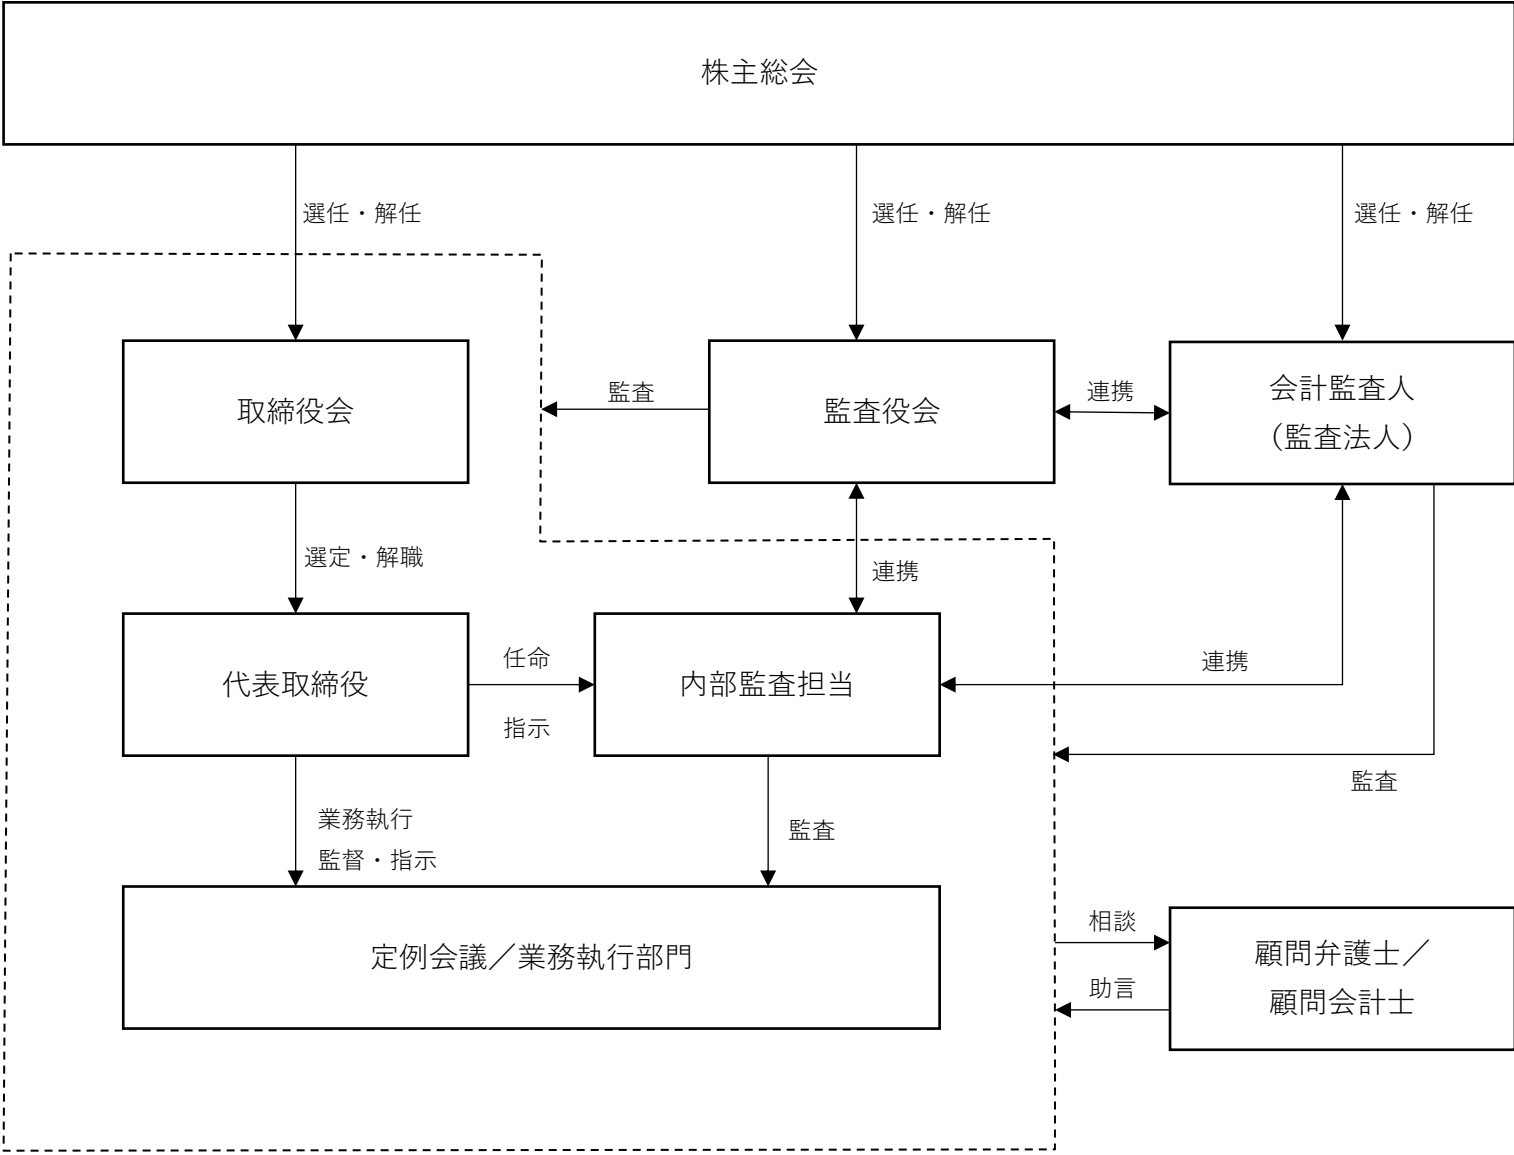 株主総会
選任・解任
選任・解任
選任・解任
取締役会
監査
監査役会
連携
会計監査人
（監査法人）
選定・解職
連携
代表取締役
任命
指示
内部監査担当
連携
監査
業務執行
監督・指示
監査
定例会議／業務執行部門
相談
助言
顧問弁護士／
顧問会計士